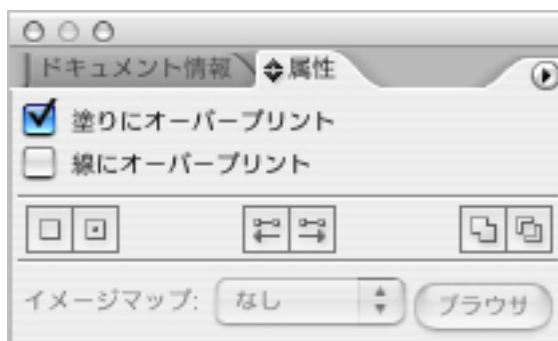 ドキュメント情報 属性
塗りにオーバープリント
線にオーバープリント
イメージマップ: なし ブラウサ